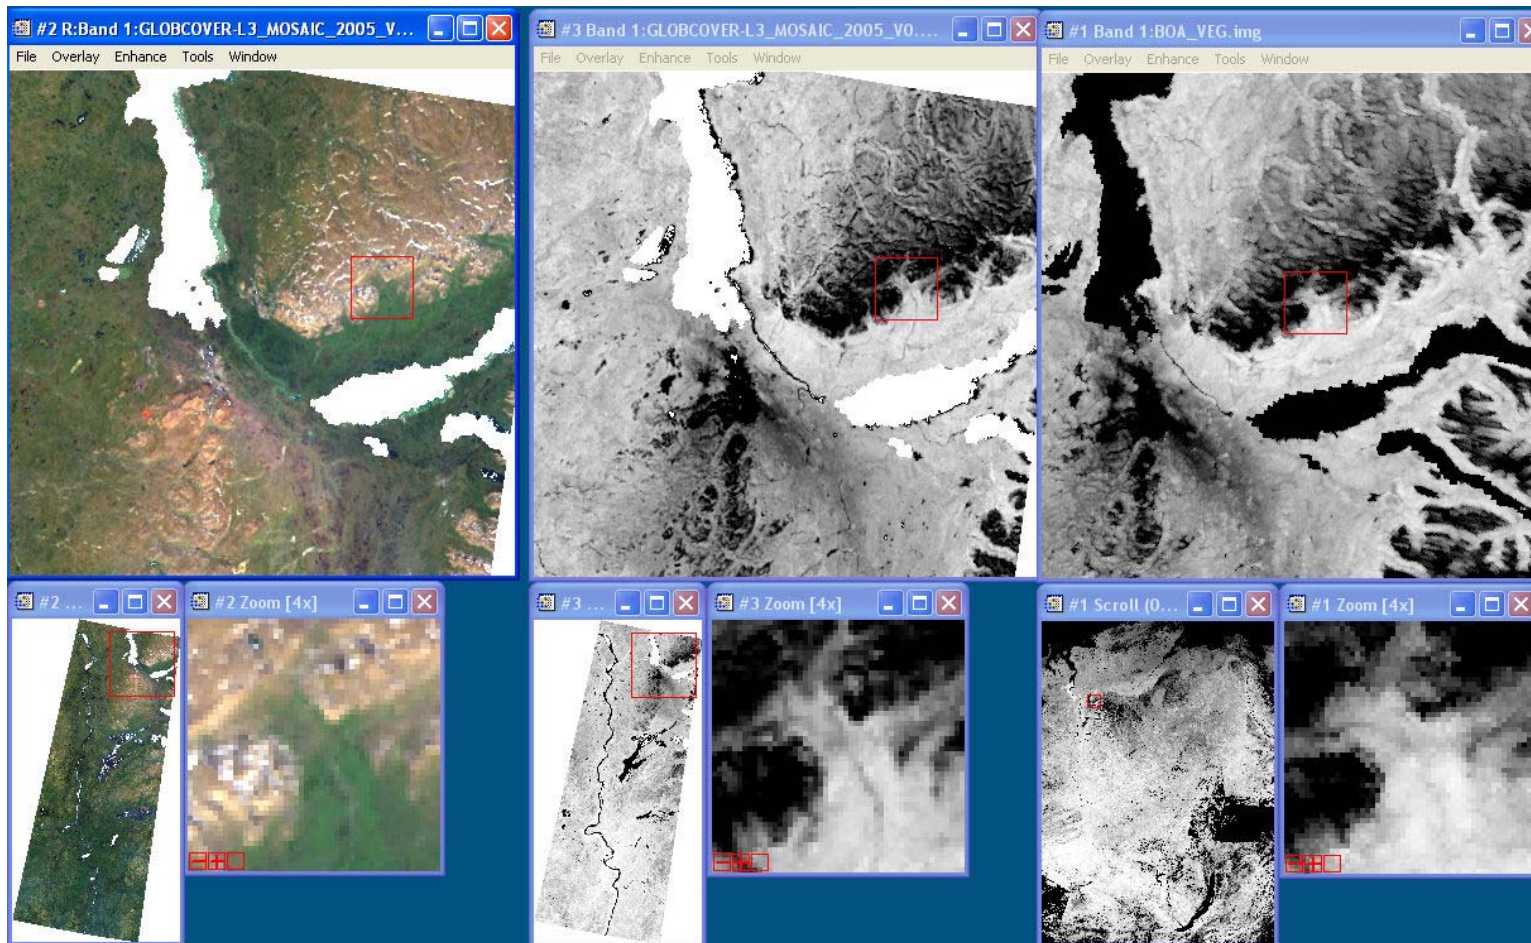 #2 R:Band 1:GLOBCOVER-L3_MOSAIC_2005_V...
File Overlay Enhance Tools Window
#3 Band 1:GLOBCOVER-L3_MOSAIC_2005_V0....
File Overlay Enhance Tools Window
#1 Band 1:BOA_VEG.img
File Overlay Enhance Tools Window
#2 ...
#2 Zoom [4x]
#3 ...
#3 Zoom [4x]
#1 Scroll (0...
#1 Zoom [4x]